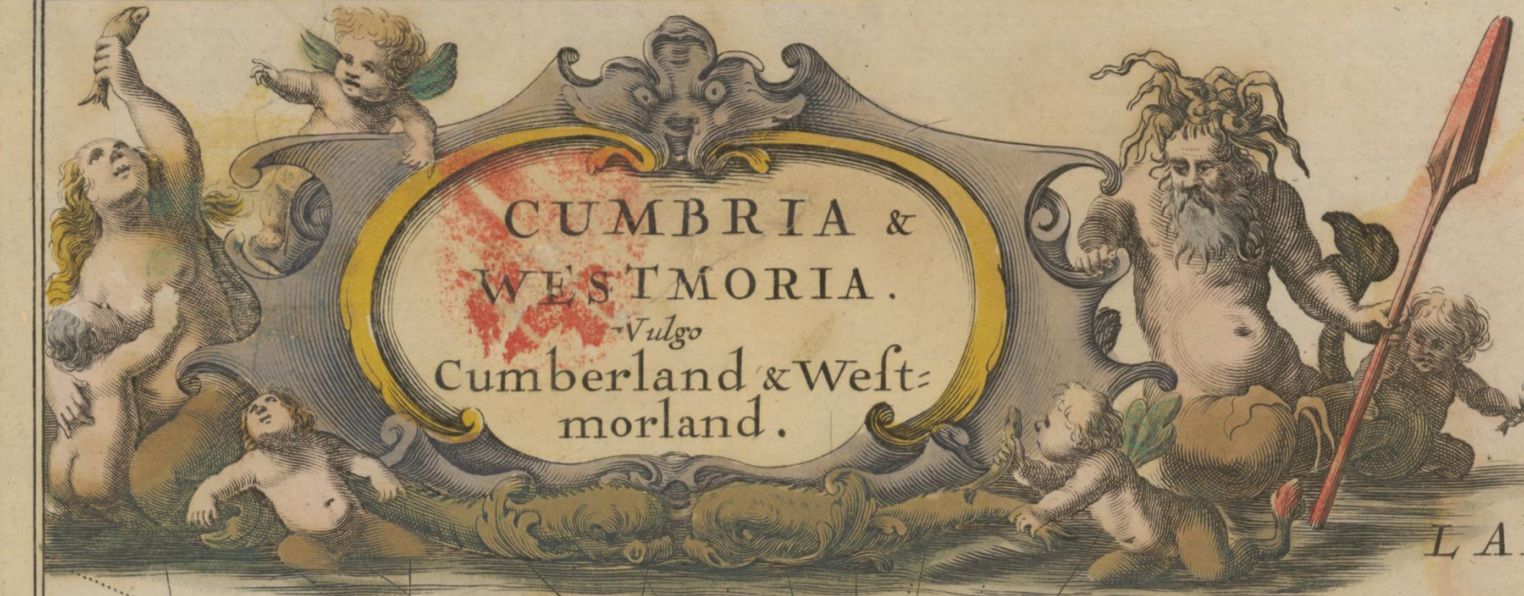 CUMBRIA &
WESTMORIA.
Vulgo
Cumberland & Weſt=
morland.
LA